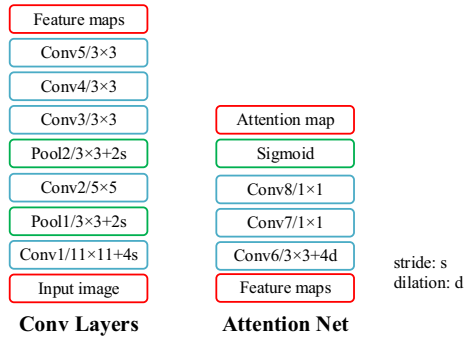 Feature maps
Conv5/3×3
Conv4/3×3
Conv3/3×3
Pool2/3×3+2s
Conv2/5×5
Pool1/3×3+2s
Conv1/11×11+4s
Input image
Conv Layers
Attention map
Sigmoid
Conv8/1×1
Conv7/1×1
Conv6/3×3+4d
Feature maps
Attention Net
stride: s
dilation: d